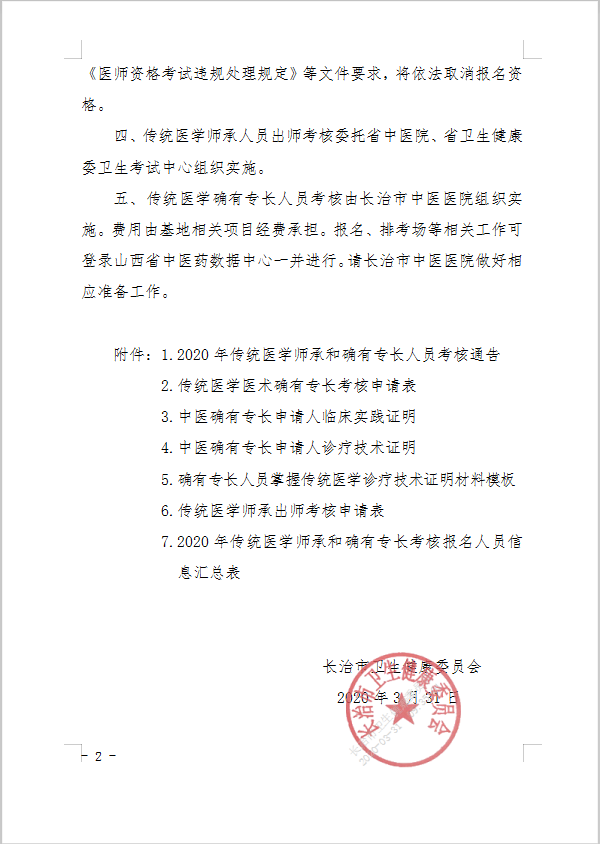 《医师资格考试违规处理规定》等文件要求，将依法取消报名资
格。
四、传统医学师承人员出师考核委托省中医院、省卫生健康
委卫生考试中心组织实施。
五、传统医学确有专长人员考核由长治市中医医院组织实
施。费用由基地相关项目经费承担。报名、排考场等相关工作可
登录山西省中医药数据中心一并进行。请长治市中医医院做好相
应准备工作。
附件：1.2020年传统医学师承和确有专长人员考核通告
2.传统医学医术确有专长考核申请表
3.中医确有专长申请人临床实践证明
4.中医确有专长申请人诊疗技术证明
5.确有专长人员掌握传统医学诊疗技术证明材料模板
6.传统医学师承出师考核申请表
7.2020年传统医学师承和确有专长考核报名人员信
息汇总表
长治市卫生健康委员会
2020年3月31日
长治市卫生健康委员会
- 2 -